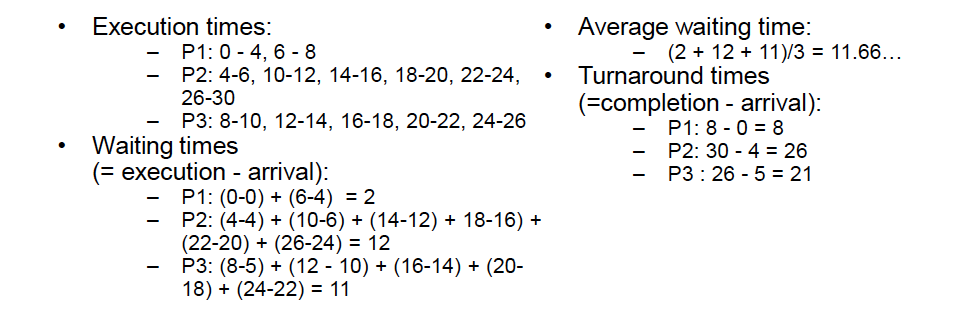 • Execution times:
– P1: 0 - 4, 6 - 8
– P2: 4-6, 10-12, 14-16, 18-20, 22-24,
26-30
– P3: 8-10, 12-14, 16-18, 20-22, 24-26
• Waiting times
(= execution - arrival):
– P1: (0-0) + (6-4) = 2
– P2: (4-4) + (10-6) + (14-12) + 18-16) +
(22-20) + (26-24) = 12
– P3: (8-5) + (12 - 10) + (16-14) + (20-
18) + (24-22) = 11
• Average waiting time:
– (2 + 12 + 11)/3 = 11.66…
• Turnaround times
(=completion - arrival):
– P1: 8 - 0 = 8
– P2: 30 - 4 = 26
– P3 : 26 - 5 = 21